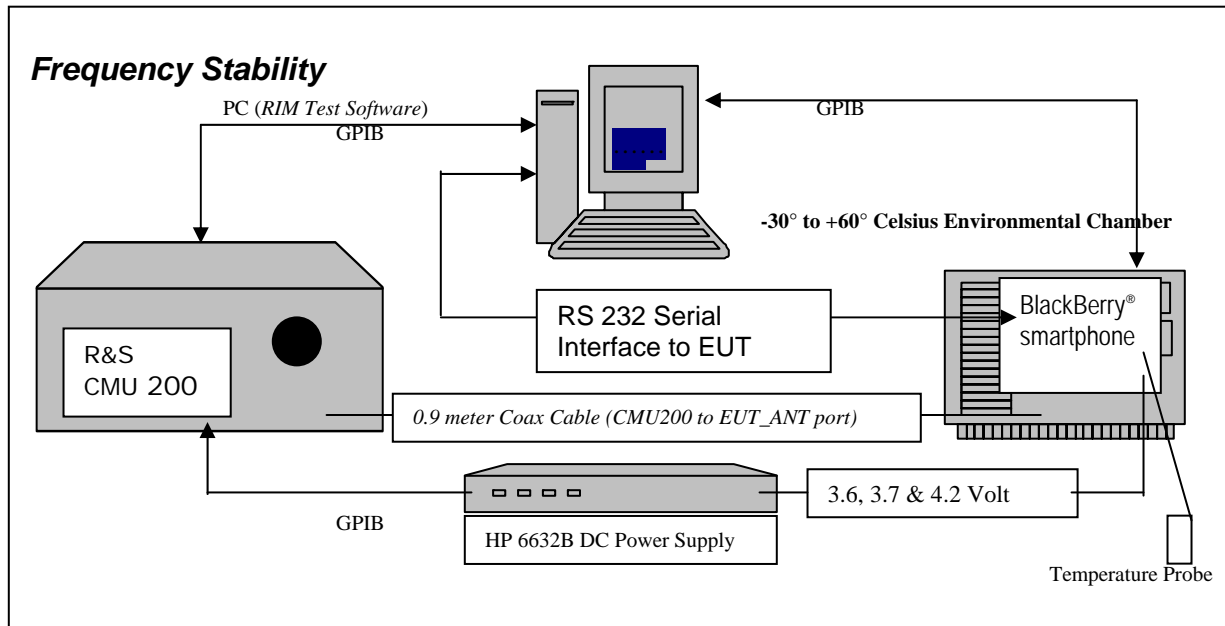 Frequency Stability
PC (RIM Test Software)
GPIB
GPIB
-30° to +60° Celsius Environmental Chamber
RS 232 Serial
Interface to EUT
BlackBerry®
smartphone
R&S
CMU 200
0.9 meter Coax Cable (CMU200 to EUT_ANT port)
3.6, 3.7 & 4.2 Volt
GPIB
HP 6632B DC Power Supply
Temperature Probe